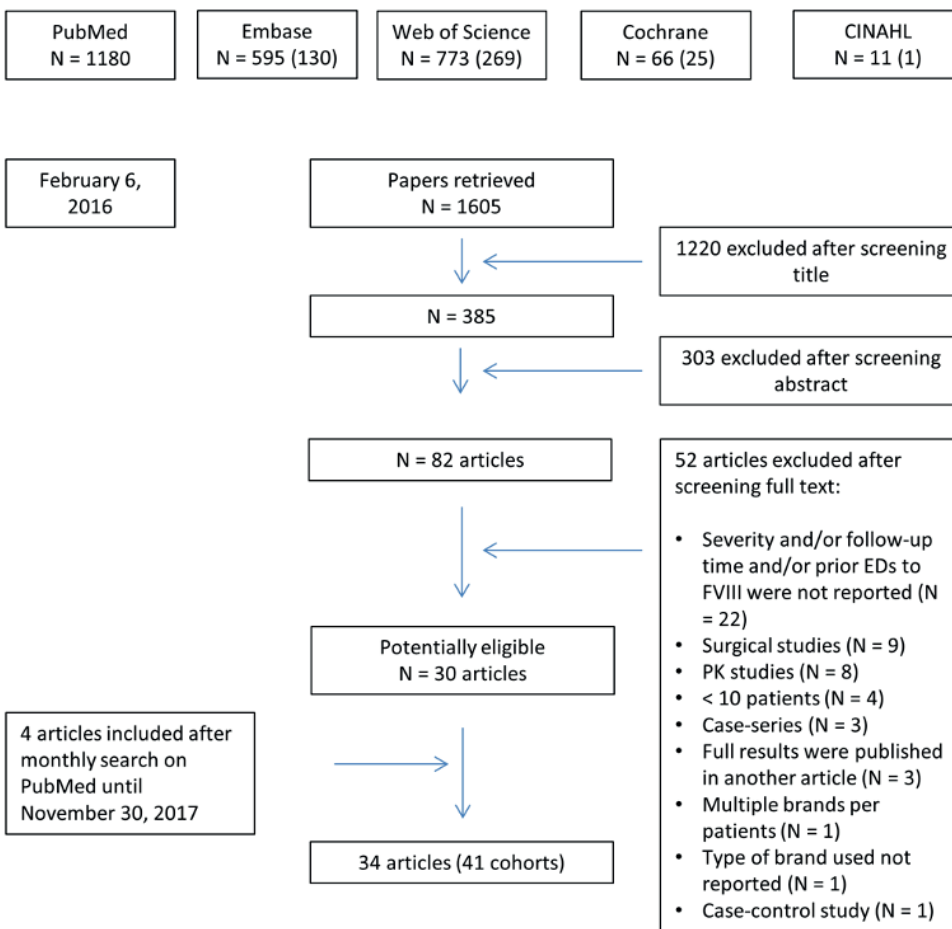 PubMed
N = 1180
Embase
N = 595 (130)
Web of Science
N = 773 (269)
Cochrane
N = 66 (25)
CINAHL
N = 11 (1)
February 6,
2016
Papers retrieved
N = 1605
1220 excluded after screening
title
N = 385
303 excluded after screening
abstract
N = 82 articles
52 articles excluded after
screening full text:
• Severity and/or follow-up
time and/or prior EDs to
FVIII were not reported (N
= 22)
• Surgical studies (N = 9)
• PK studies (N = 8)
• < 10 patients (N = 4)
• Case-series (N = 3)
• Full results were published
in another article (N = 3)
• Multiple brands per
patients (N = 1)
• Type of brand used not
reported (N = 1)
• Case-control study (N = 1)
Potentially eligible
N = 30 articles
4 articles included after
monthly search on
PubMed until
November 30, 2017
34 articles (41 cohorts)